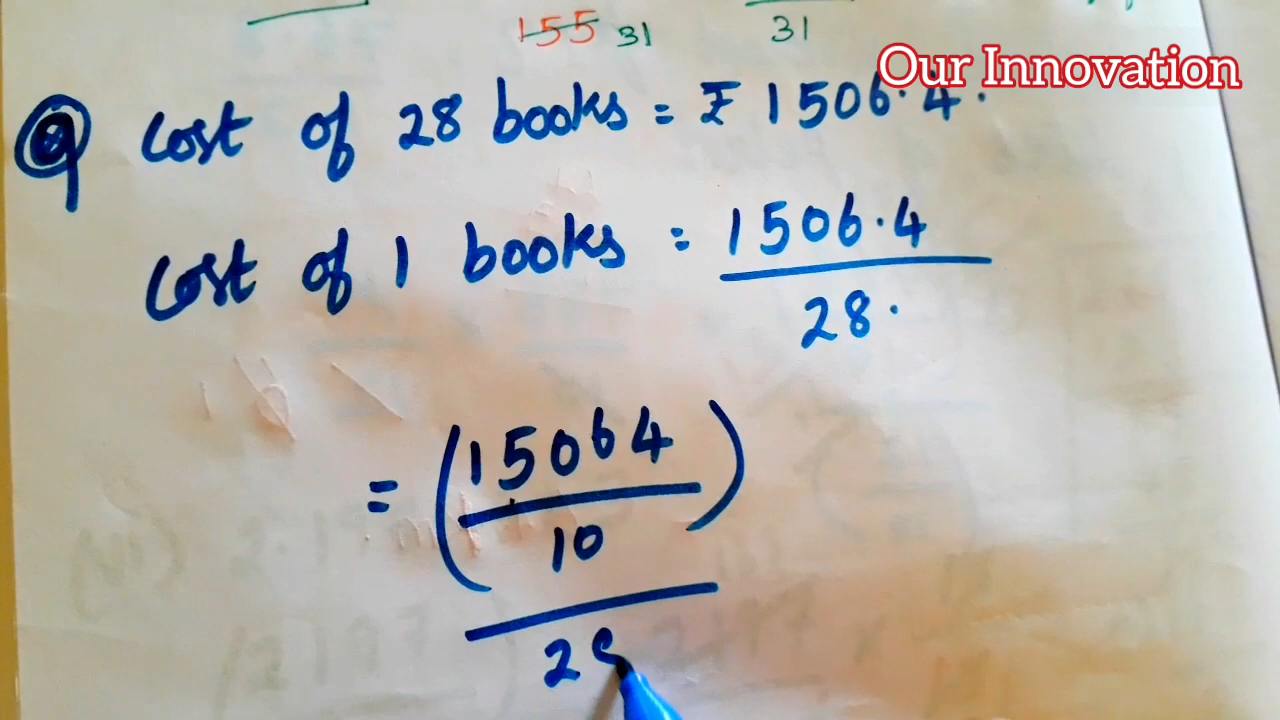 155 31
31
Our Innovation
Cost of 28 books = ₹ 1506.4.
Cost of 1 books = 1506.4
28.
= (15064
10)
28